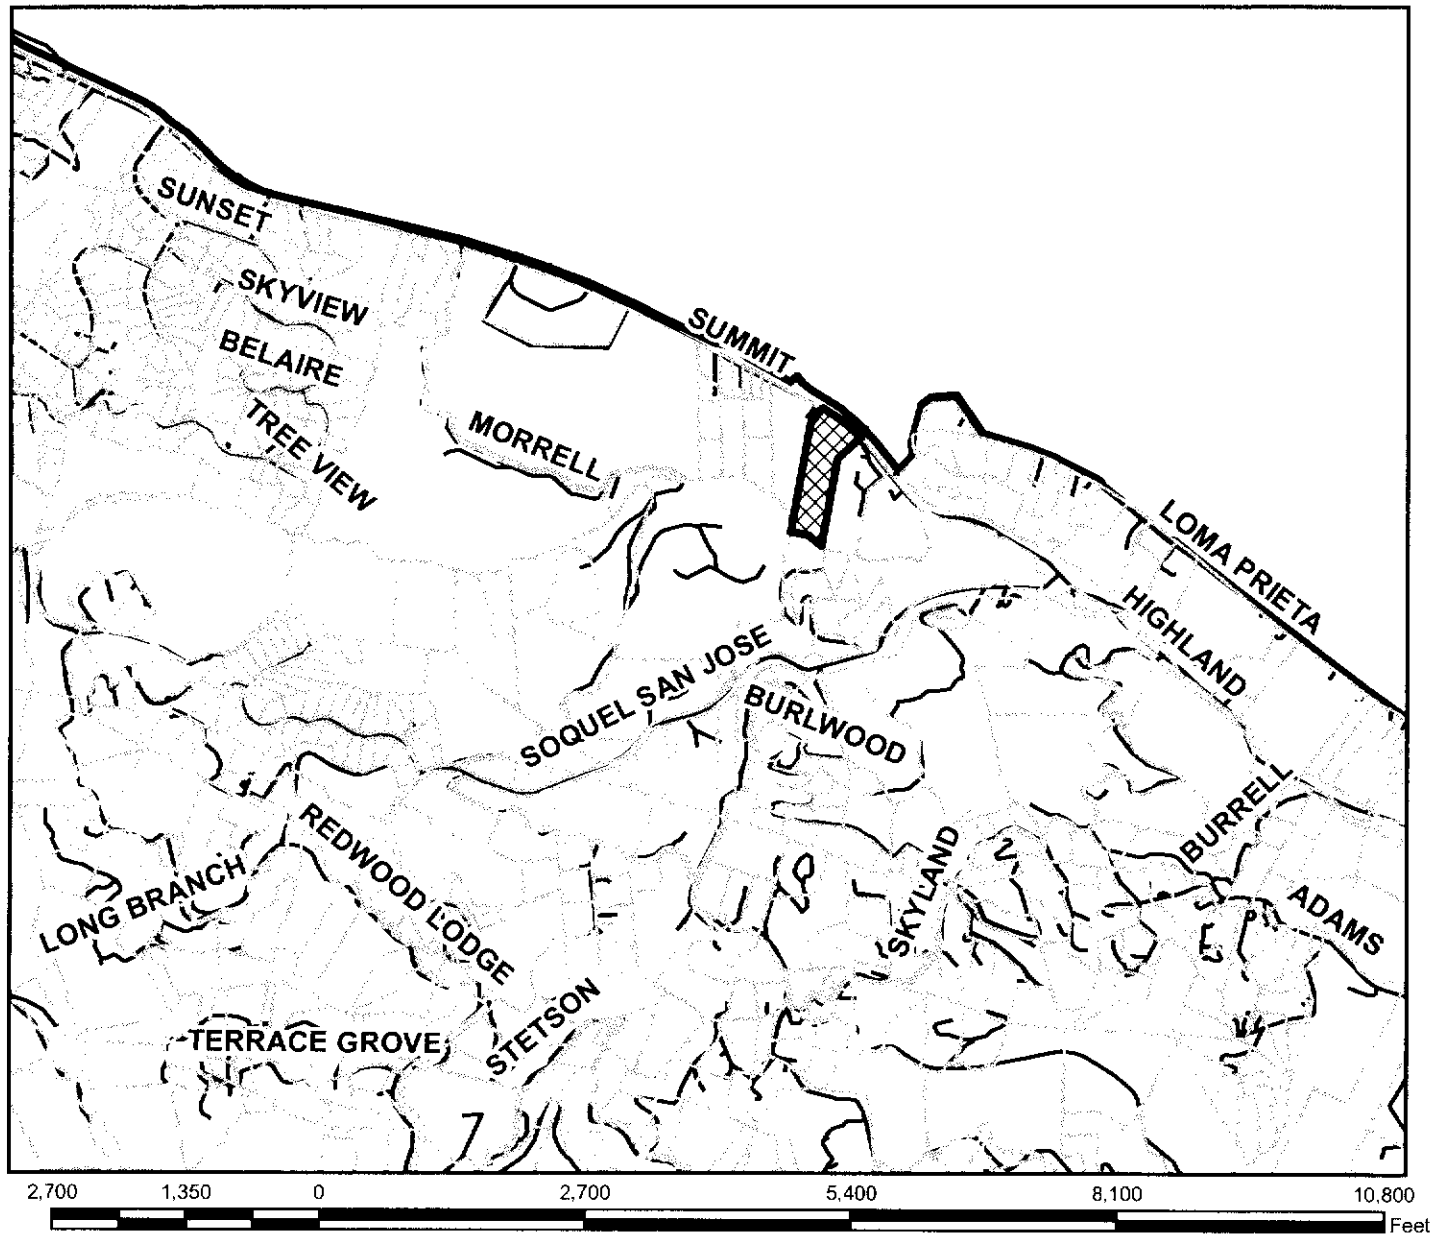 SUNSET
SKYVIEW
SUMMIT
BELAIRE
TREE VIEW
MORRELL
LOMA PRIETA
HIGHLAND
SOQUEL SAN JOSE
BURLWOOD
BURRELL
REDWOOD LODGE
SKYLAND
LONG BRANCH
ADAMS
STETSON
TERRACE GROVE
2,700 1,350 0 2,700 5,400 8,100 10,800
Feet